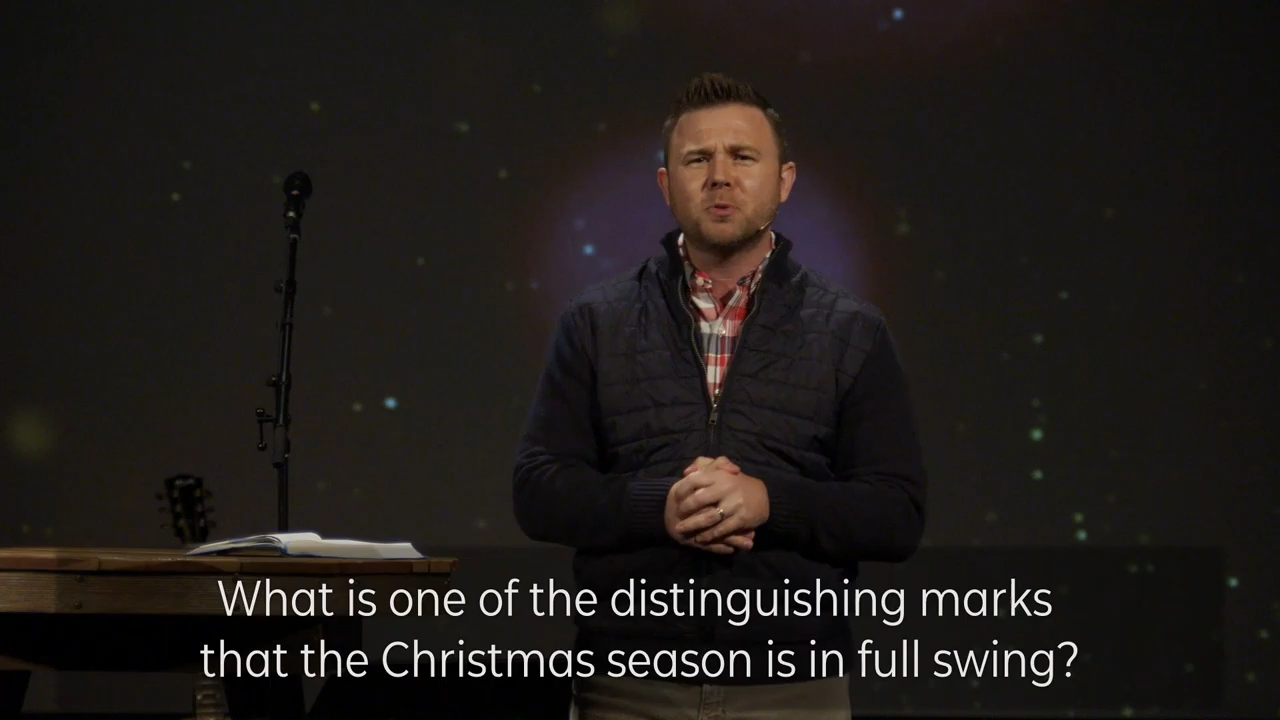 What is one of the distinguishing marks
that the Christmas season is in full swing?